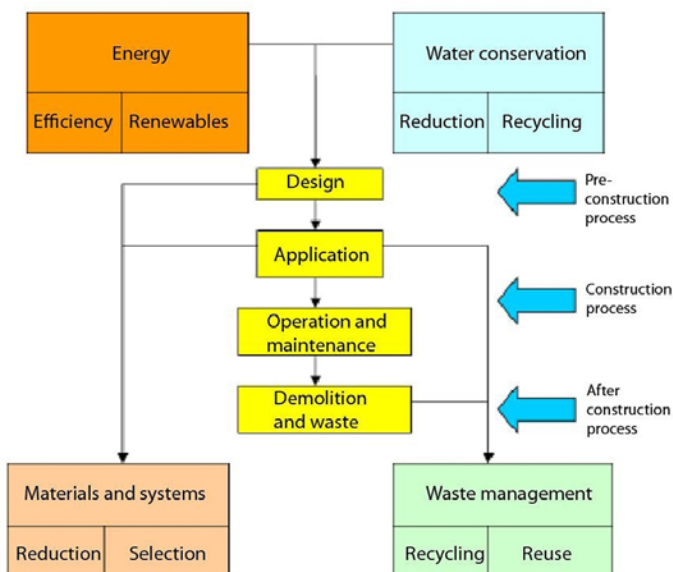 Energy
Water conservation
Efficiency
Renewables
Reduction
Recycling
Design
Pre-
construction
process
Application
Construction
process
Operation and
maintenance
Demolition
and waste
After
construction
process
Materials and systems
Waste management
Reduction
Selection
Recycling
Reuse